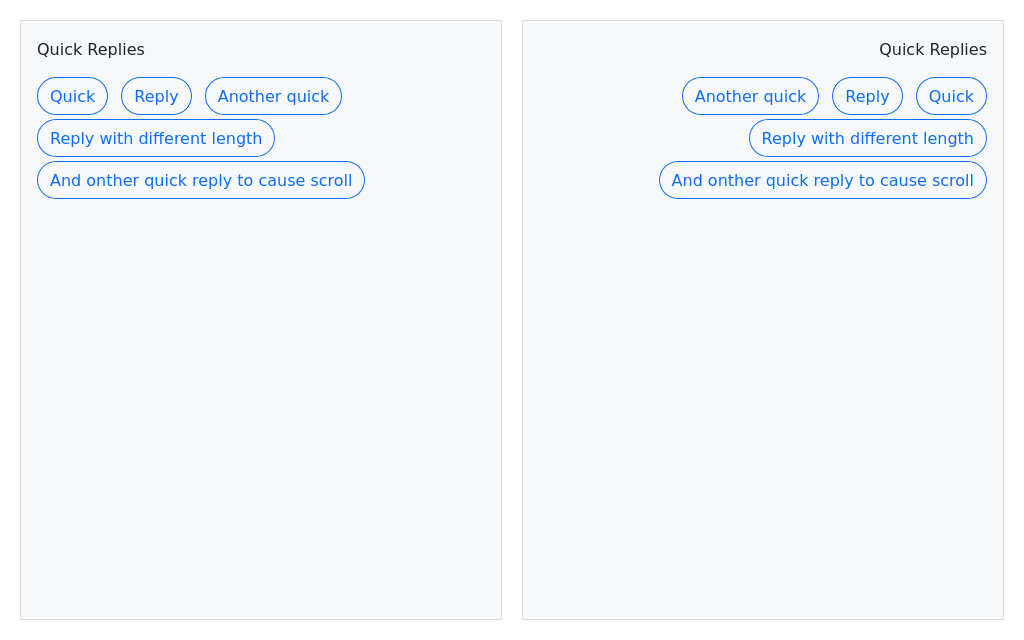 Quick Replies
Quick Reply Another quick
Reply with different length
And onther quick reply to cause scroll
Quick Replies
Another quick Reply Quick
Reply with different length
And onther quick reply to cause scroll